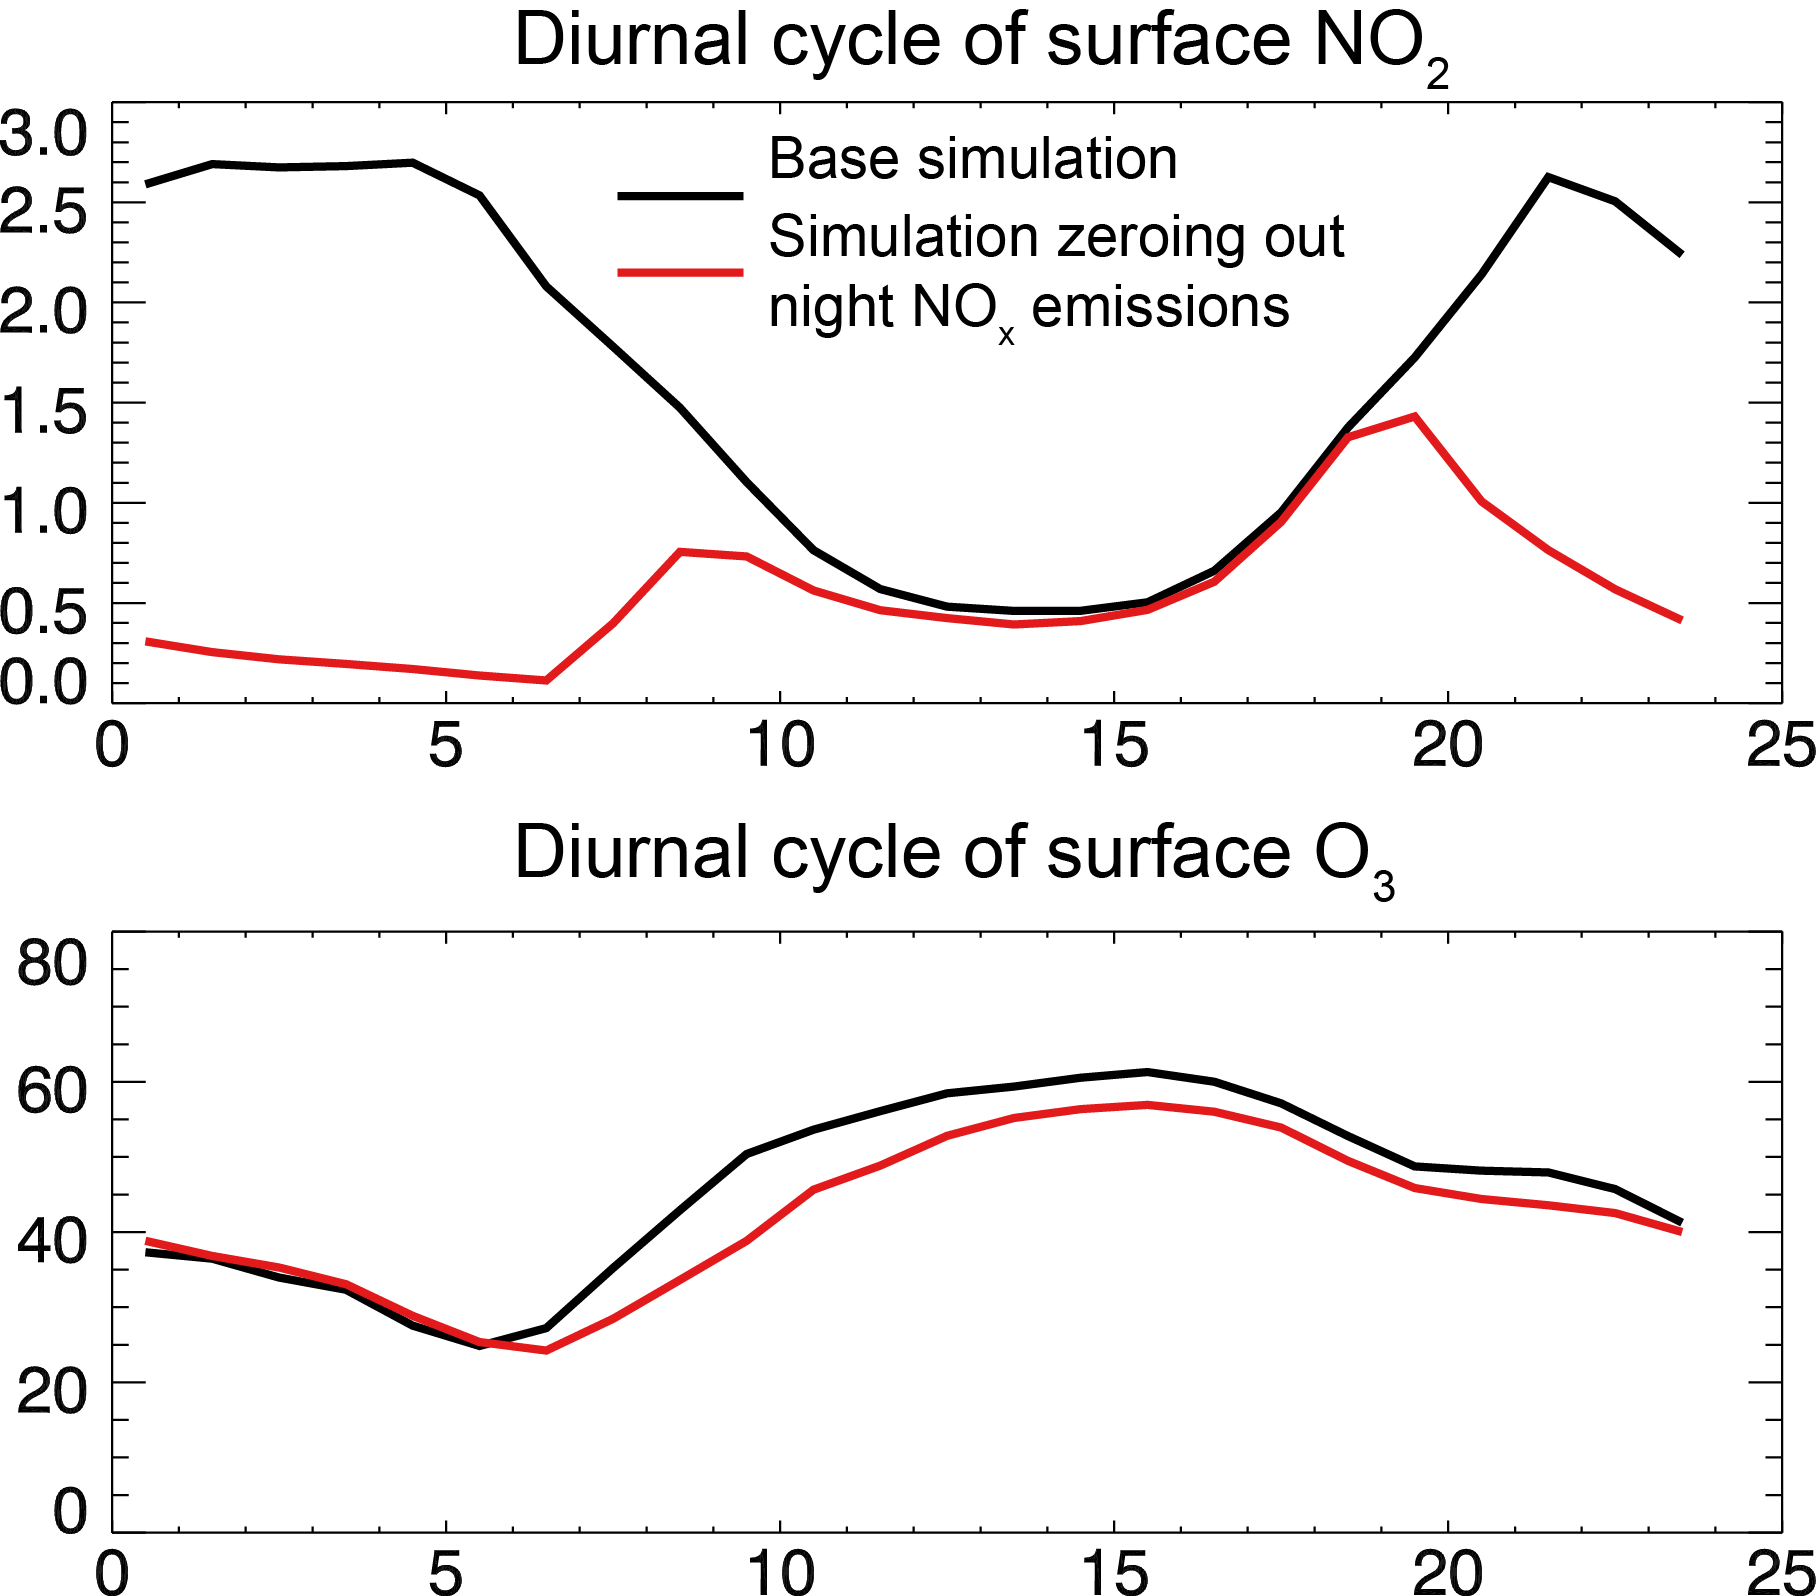 Diurnal cycle of surface NO₂
3.0
2.5
2.0
1.5
1.0
0.5
0.0
Base simulation
Simulation zeroing out
night NOₓ emissions
0 5 10 15 20 25
Diurnal cycle of surface O₃
80
60
40
20
0
0 5 10 15 20 25